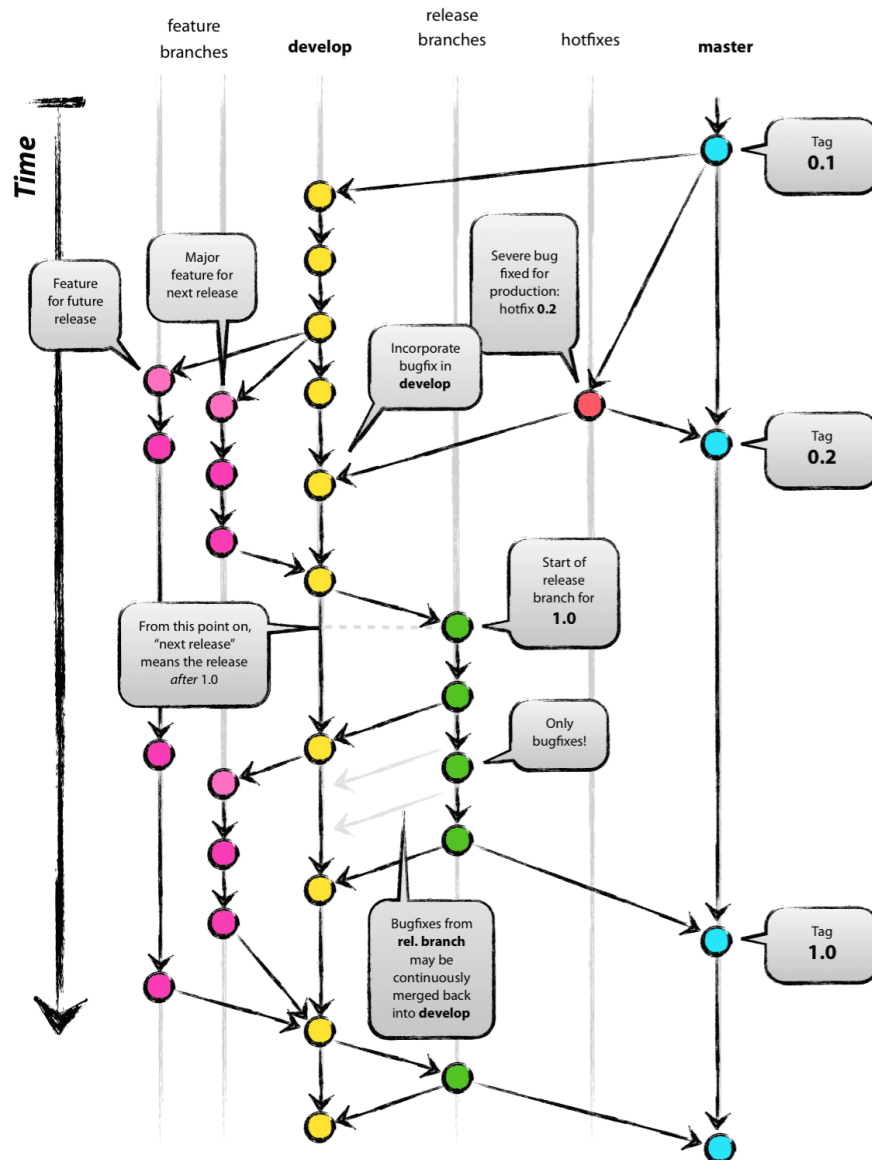 feature
branches
develop
release
branches
hotfixes
master
Time
Tag
0.1
Feature
for future
release
Major
feature for
next release
Severe bug
fixed for
production:
hotfix 0.2
Incorporate
bugfix in
develop
Tag
0.2
Start of
release
branch for
1.0
From this point on,
“next release”
means the release
after 1.0
Only
bugfixes!
Bugfixes from
rel. branch
may be
continuously
merged back
into develop
Tag
1.0